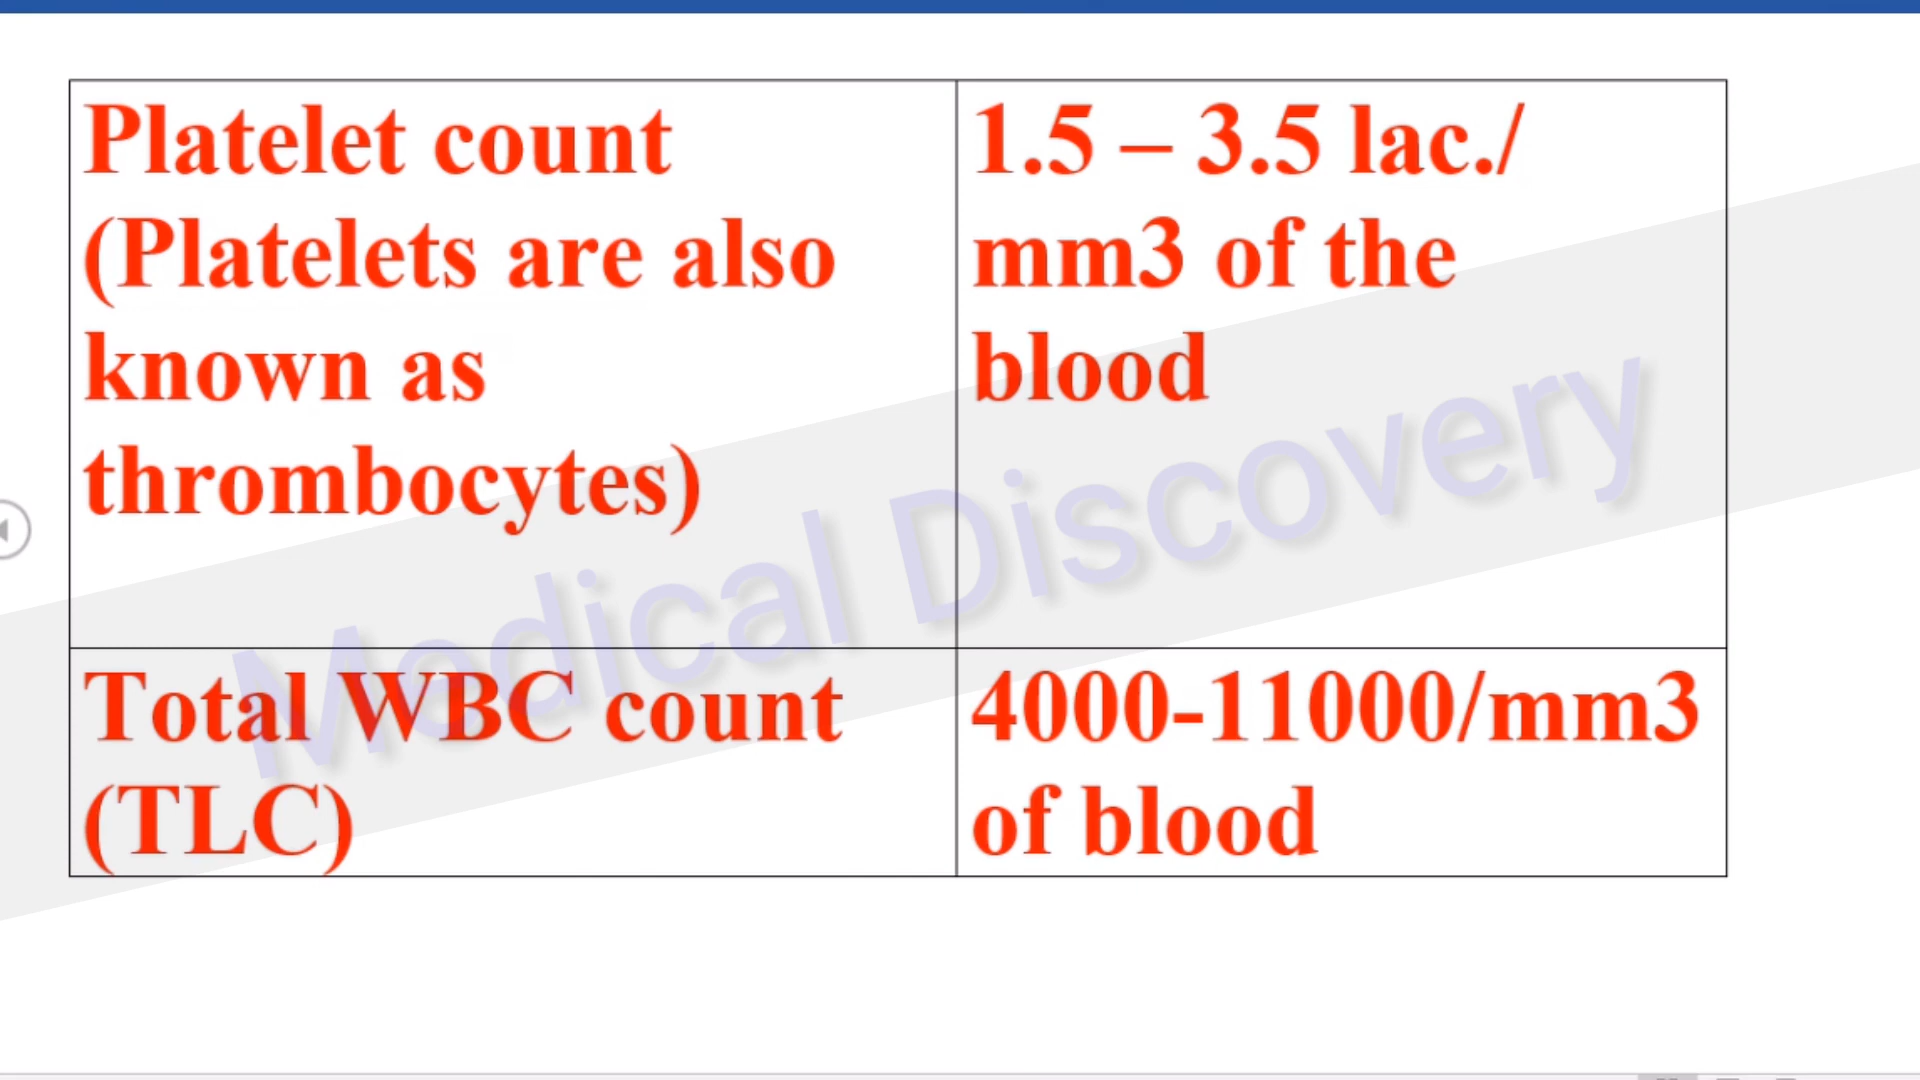 Platelet count
(Platelets are also
known as
thrombocytes)
1.5 – 3.5 lac./
mm3 of the
blood
Total WBC count
(TLC)
4000-11000/mm3
of blood
Medical Discovery